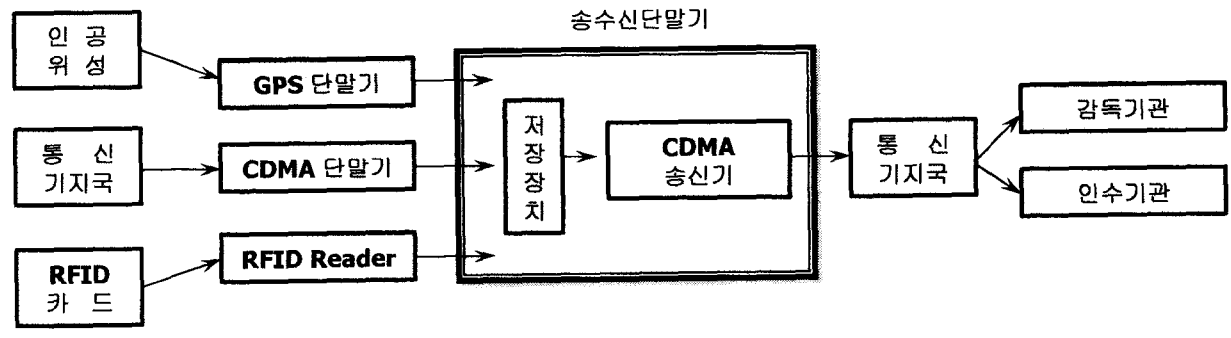 송수신단말기
인 공
위 성
GPS 단말기
통 신
기지국
CDMA 단말기
RFID
카 드
RFID Reader
저
장
장
치
CDMA
송신기
통 신
기지국
감독기관
인수기관